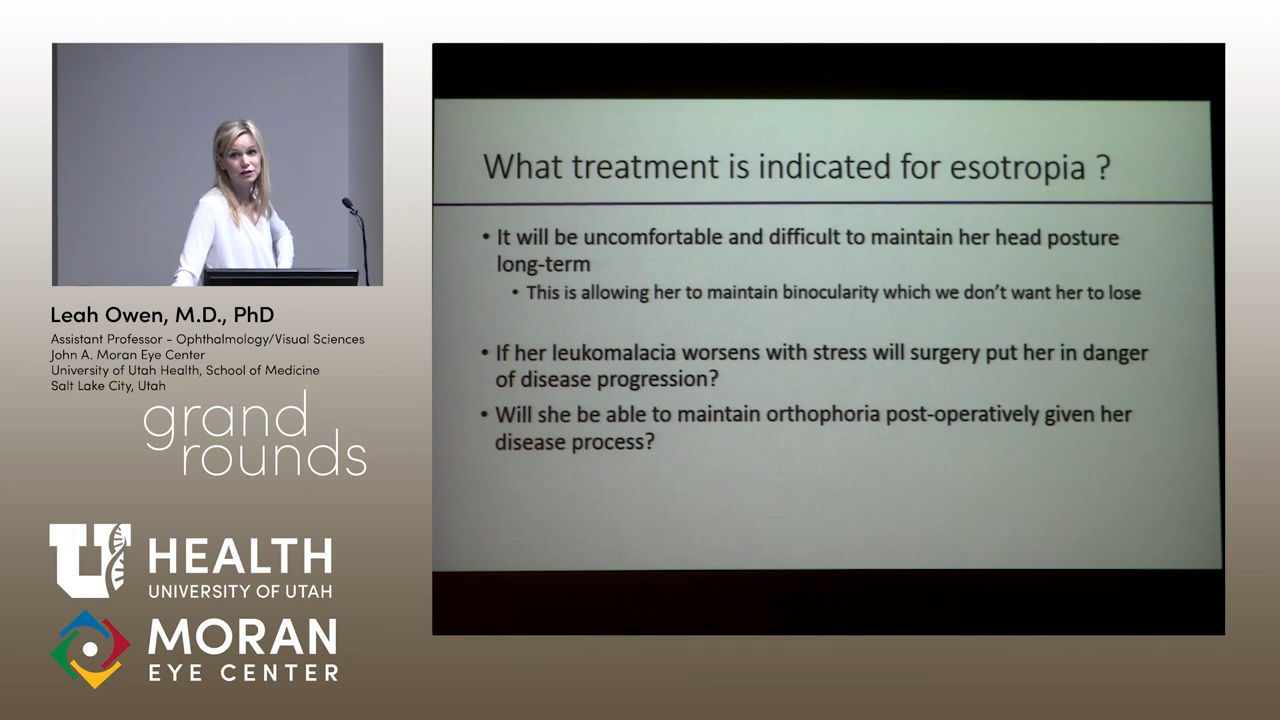 Leah Owen, M.D., PhD
Assistant Professor - Ophthalmology/Visual Sciences
John A. Moran Eye Center
University of Utah Health, School of Medicine
Salt Lake City, Utah
grand
rounds
U HEALTH
UNIVERSITY OF UTAH
MORAN
EYE CENTER
What treatment is indicated for esotropia ?
• It will be uncomfortable and difficult to maintain her head posture
long-term
• This is allowing her to maintain binocularity which we don't want her to lose
• If her leukomalacia worsens with stress will surgery put her in danger
of disease progression?
• Will she be able to maintain orthophoria post-operatively given her
disease process?